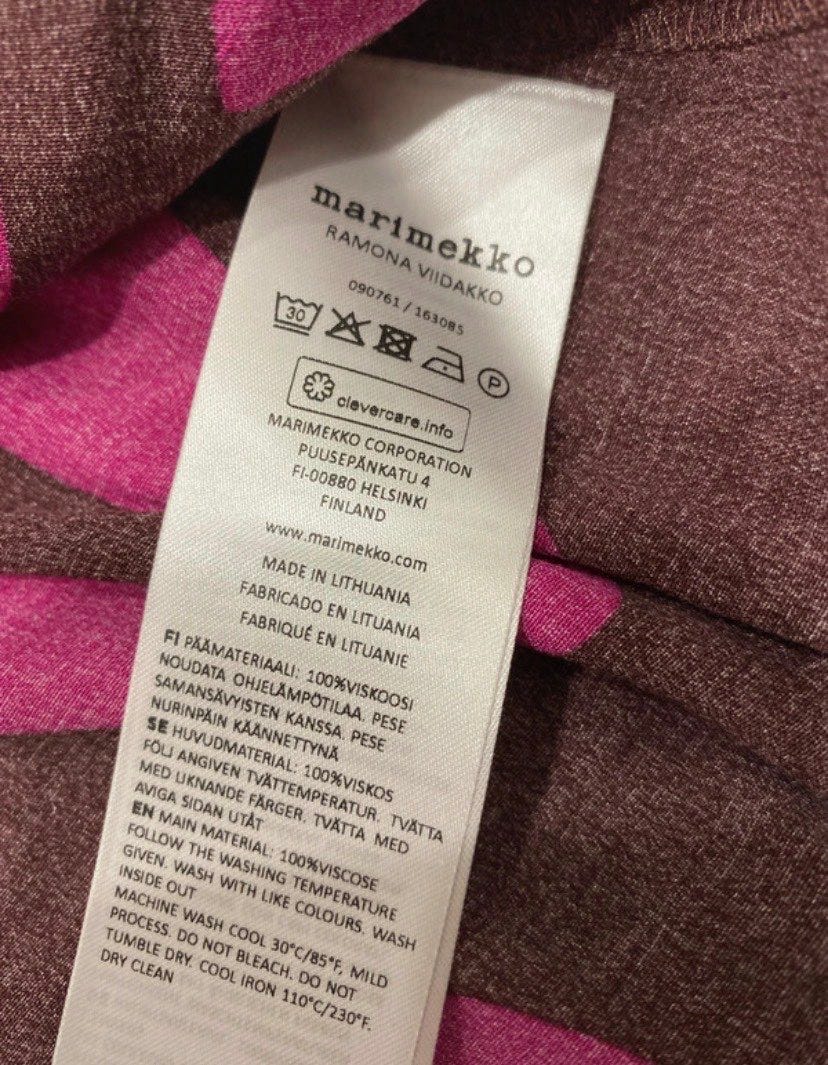 marimekko
RAMONA VIIDAKKO
090761 / 163085
30
P
clevercare.info
MARIMEKKO CORPORATION
PUUSEPÄNKATU 4
FI-00880 HELSINKI
FINLAND
www.marimekko.com
MADE IN LITHUANIA
FABRICADO EN LITUANIA
FABRIQUÉ EN LITUANIE
FI PÄÄMATERIAALI: 100%VISKOOSI
NOUDATA OHJELÄMPÖTILAA. PESE
SAMANSÄVYISTEN KANSSA. PESE
NURINPÄIN KÄÄNNETTYNÄ
SE HUVUDMATERIAL: 100%VISKOS
FÖLJ ANGIVEN TVÄTTEMPERATUR. TVÄTTA
MED LIKNANDE FÄRGER. TVÄTTA MED
AVIGA SIDAN UTÅT
EN MAIN MATERIAL: 100%VISCOSE
FOLLOW THE WASHING TEMPERATURE
GIVEN. WASH WITH LIKE COLOURS. WASH
INSIDE OUT
MACHINE WASH COOL 30°C/85°F, MILD
PROCESS. DO NOT BLEACH. DO NOT
TUMBLE DRY. COOL IRON 110°C/230°F.
DRY CLEAN